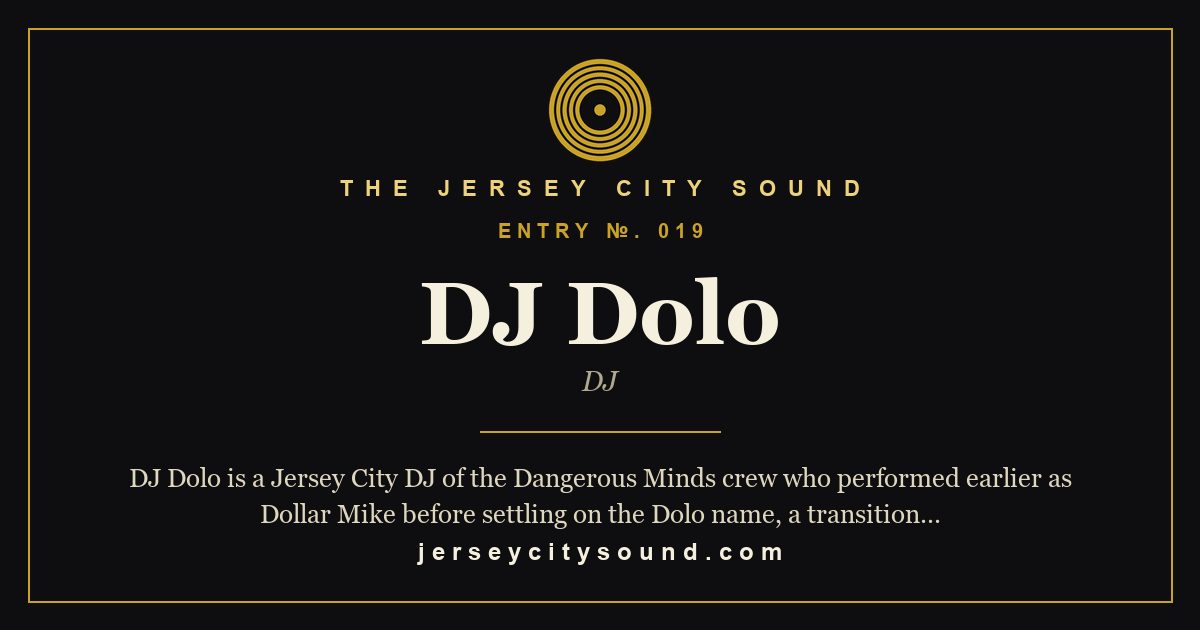 THE JERSEY CITY SOUND
ENTRY №. 019
DJ Dolo
DJ
DJ Dolo is a Jersey City DJ of the Dangerous Minds crew who performed earlier as
Dollar Mike before settling on the Dolo name, a transition...
jerseycitysound.com